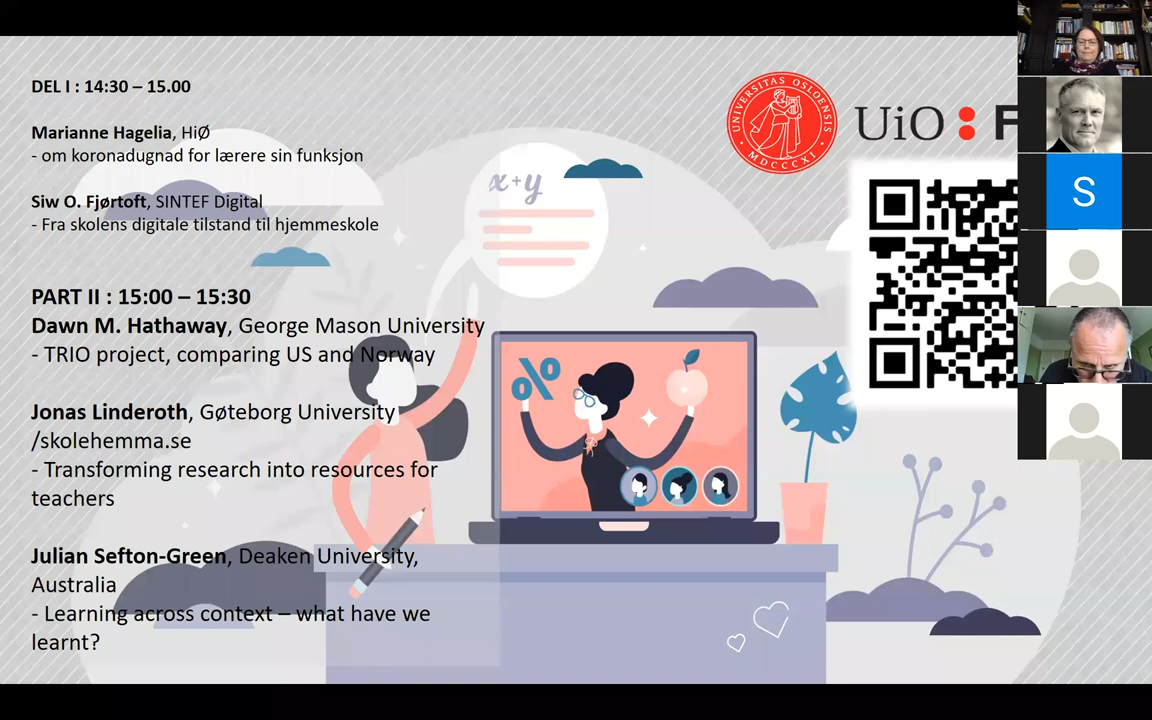 DEL I : 14:30 – 15.00
Marianne Hagelia, HiØ
- om koronadugnad for lærere sin funksjon
Siw O. Fjørtoft, SINTEF Digital
- Fra skolens digitale tilstand til hjemmeskole
PART II : 15:00 – 15:30
Dawn M. Hathaway, George Mason University
- TRIO project, comparing US and Norway
Jonas Linderoth, Gøteborg University
/skolehemma.se
- Transforming research into resources for
teachers
Julian Sefton-Green, Deaken University,
Australia
- Learning across context – what have we
learnt?
x+y
%
UNIVERSITAS OSLOENSIS
MDCCCXI
UiO : F
S